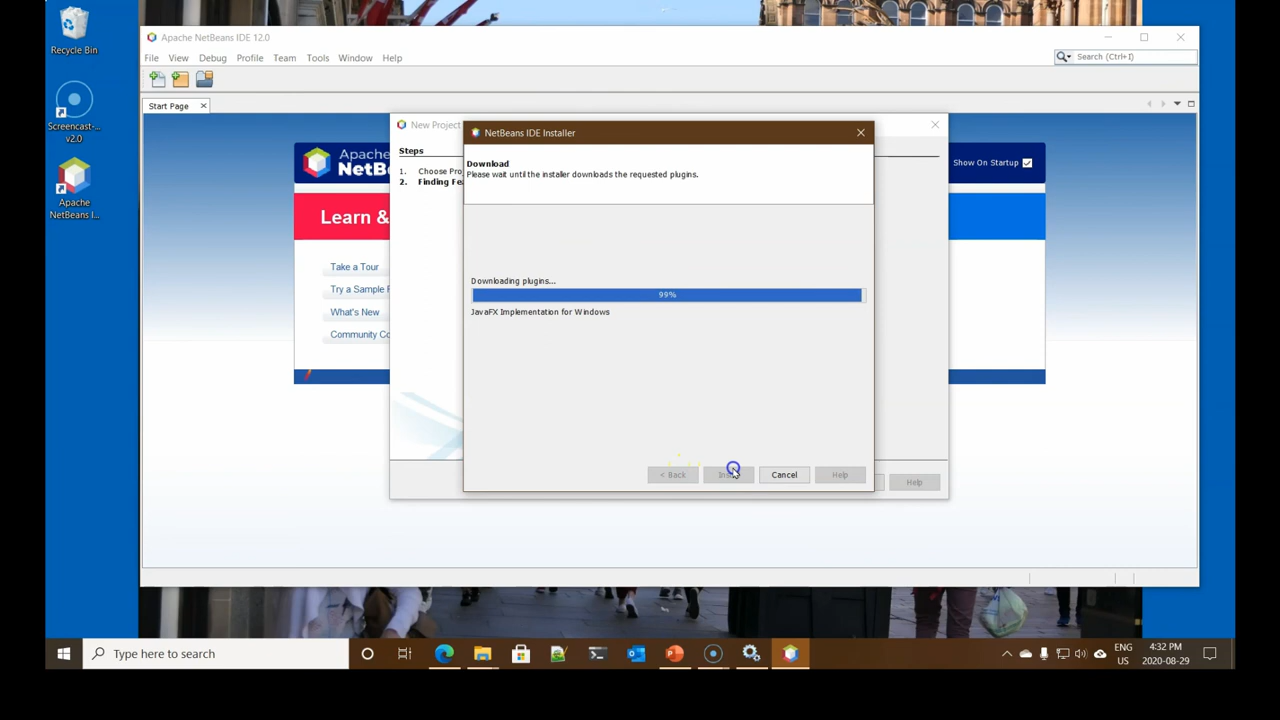 Recycle Bin
Screencast-...
v2.0
Apache
NetBeans I...
Apache NetBeans IDE 12.0
File View Debug Profile Team Tools Window Help
Search (Ctrl+I)
Start Page
Apache
NetB
Show On Startup
Learn &
Take a Tour
Try a Sample
What's New
Community
New Project
Steps
1. Choose
2. Finding
NetBeans IDE Installer
Download
Please wait until the installer downloads the requested plugins.
Downloading plugins...
99%
JavaFX Implementation for Windows
< Back
Cancel
Help
Help
Type here to search
ENG
US
4:32 PM
2020-08-29